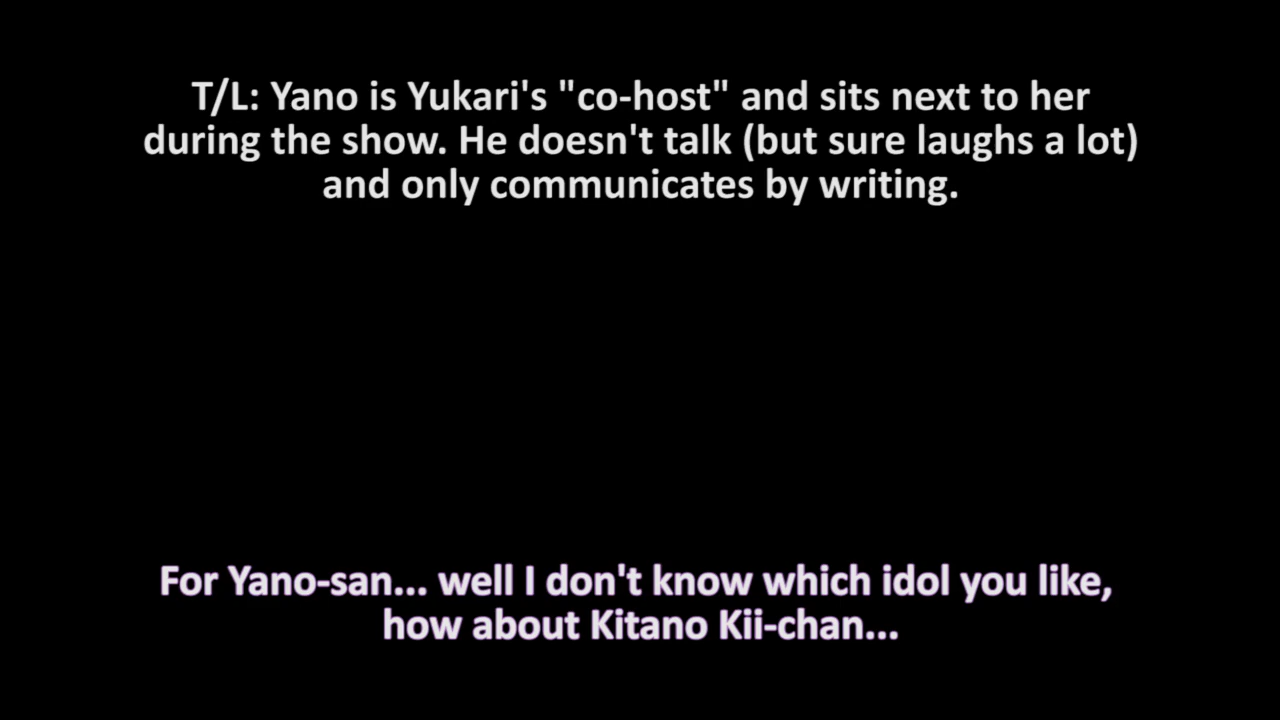 T/L: Yano is Yukari's "co-host" and sits next to her
during the show. He doesn't talk (but sure laughs a lot)
and only communicates by writing.
For Yano-san... well I don't know which idol you like,
how about Kitano Kii-chan...